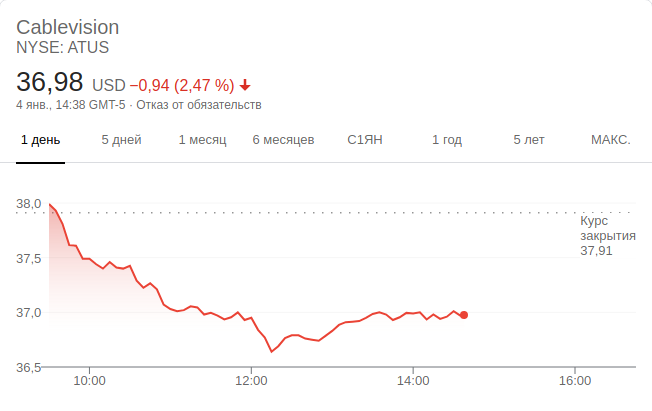 Cablevision
NYSE: ATUS
36,98 USD −0,94 (2,47 %)
4 янв., 14:38 GMT-5 · Отказ от обязательств
1 день 5 дней 1 месяц 6 месяцев С1ЯН 1 год 5 лет МАКС.
38,0
Курс
закрытия
37,91
37,5
37,0
36,5
10:00 12:00 14:00 16:00